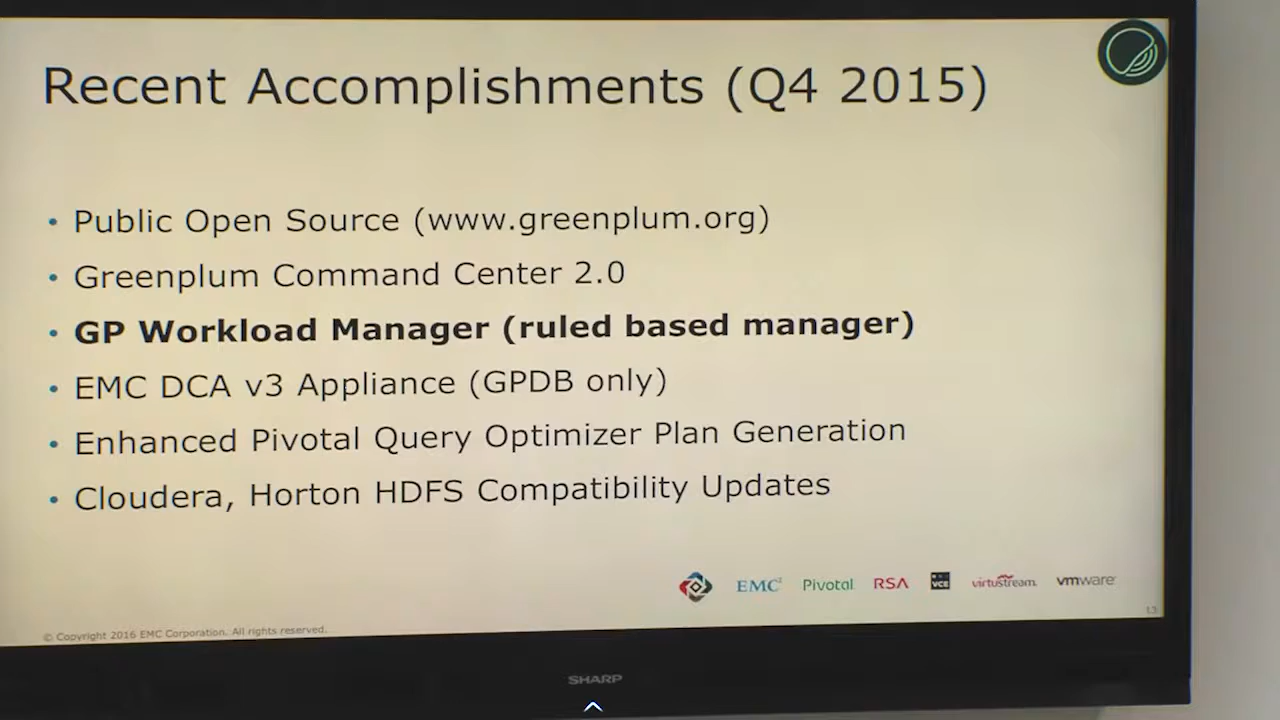 Recent Accomplishments (Q4 2015)
• Public Open Source (www.greenplum.org)
• Greenplum Command Center 2.0
• GP Workload Manager (ruled based manager)
• EMC DCA v3 Appliance (GPDB only)
• Enhanced Pivotal Query Optimizer Plan Generation
• Cloudera, Horton HDFS Compatibility Updates
EMC² Pivotal RSA VCE virtustream. vmware
13
© Copyright 2016 EMC Corporation. All rights reserved.
SHARP